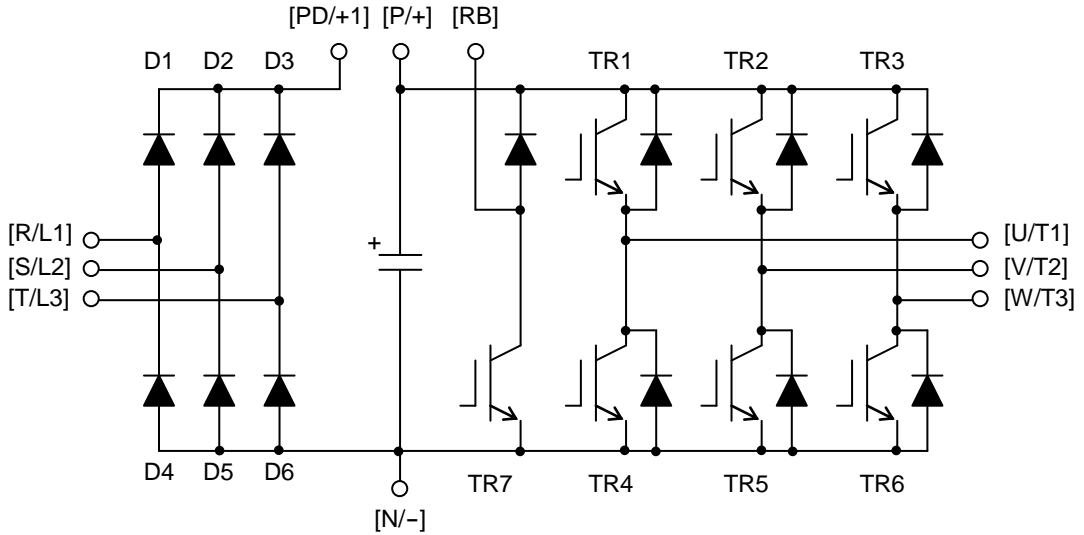 [PD/+1] [P/+] [RB]
D1 D2 D3 TR1 TR2 TR3
[R/L1] [U/T1]
+
[S/L2] [V/T2]
[T/L3] [W/T3]
D4 D5 D6 TR7 TR4 TR5 TR6
[N/−]